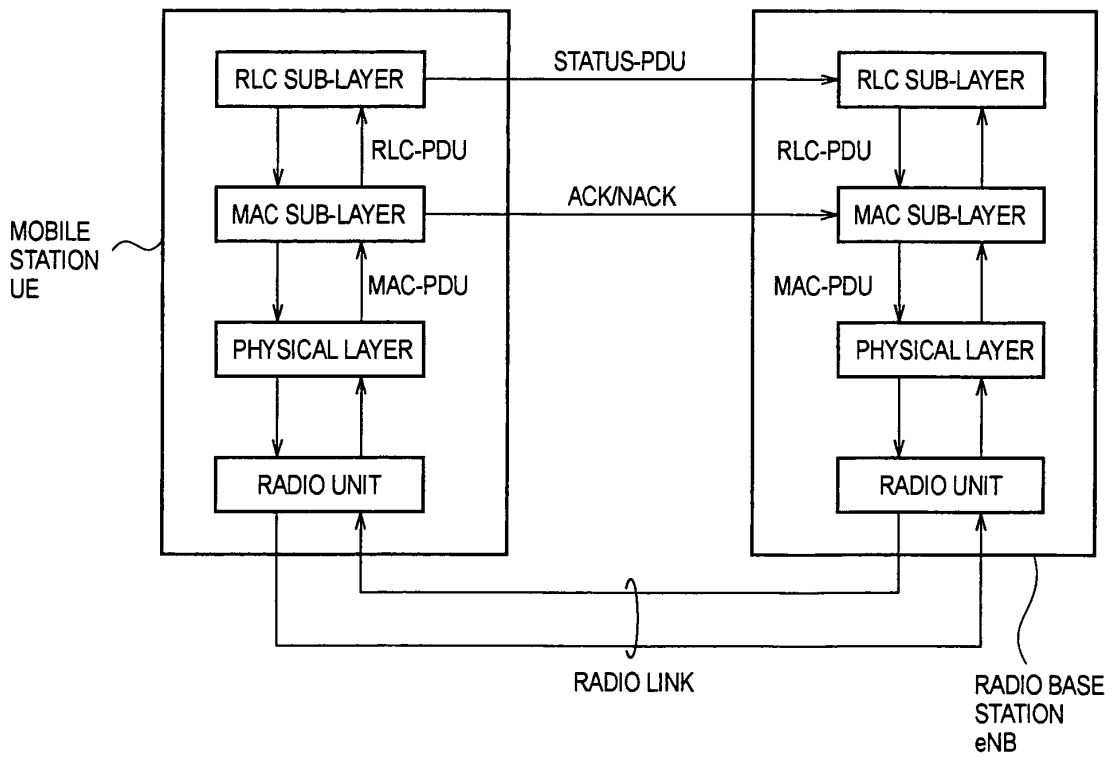 RLC SUB-LAYER
STATUS-PDU
RLC SUB-LAYER
RLC-PDU
RLC-PDU
MAC SUB-LAYER
ACK/NACK
MAC SUB-LAYER
MOBILE
STATION
UE
MAC-PDU
MAC-PDU
PHYSICAL LAYER
PHYSICAL LAYER
RADIO UNIT
RADIO UNIT
RADIO LINK
RADIO BASE
STATION
eNB